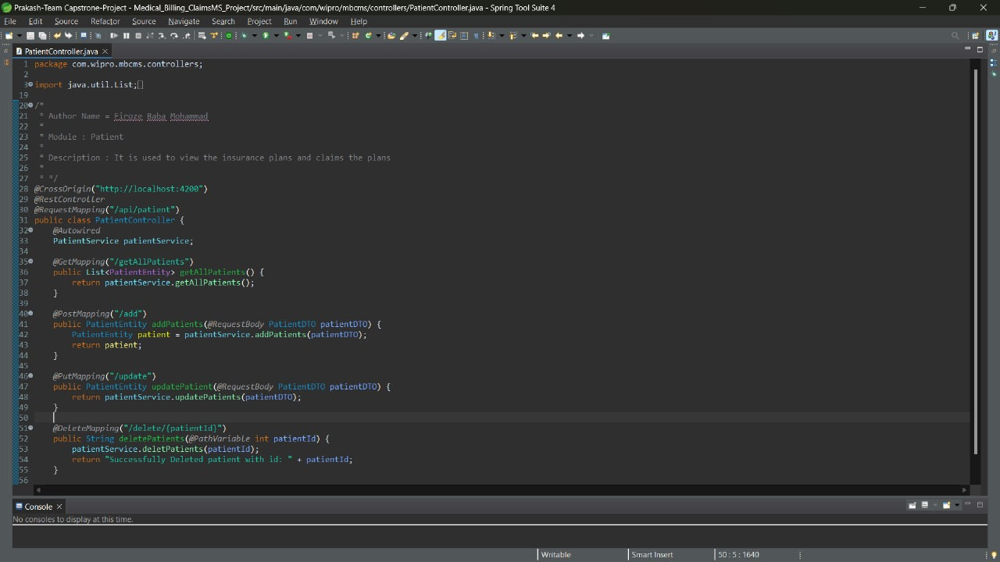 Prakash-Team Capstone-Project - Medical_Billing_ClaimsMS_Project/src/main/java/com/wipro/mbcms/controllers/PatientController.java - Spring Tool Suite 4
File Edit Source Refactor Source Navigate Search Project Run Window Help
PatientController.java
1 package com.wipro.mbcms.controllers;
2
3 import java.util.List;
19
20 /*
21 * Author Name = Firoze Baba Mohammad
22 *
23 * Module : Patient
24 *
25 * Description : It is used to view the insurance plans and claims the plans
26 *
27 * */
28 @CrossOrigin("http://localhost:4200")
29 @RestController
30 @RequestMapping("/api/patient")
31 public class PatientController {
32 @Autowired
33 PatientService patientService;
34
35 @GetMapping("/getAllPatients")
36 public List<PatientEntity> getAllPatients() {
37 return patientService.getAllPatients();
38 }
39
40 @PostMapping("/add")
41 public PatientEntity addPatients(@RequestBody PatientDTO patientDTO) {
42 PatientEntity patient = patientService.addPatients(patientDTO);
43 return patient;
44 }
45
46 @PutMapping("/update")
47 public PatientEntity updatePatient(@RequestBody PatientDTO patientDTO) {
48 return patientService.updatePatients(patientDTO);
49 }
50
51 @DeleteMapping("/delete/{patientId}")
52 public String deletePatients(@PathVariable int patientId) {
53 patientService.deletPatients(patientId);
54 return "Successfully Deleted patient with id: " + patientId;
55 }
56
Console
No consoles to display at this time.
Writable Smart Insert 50 : 5 : 1640